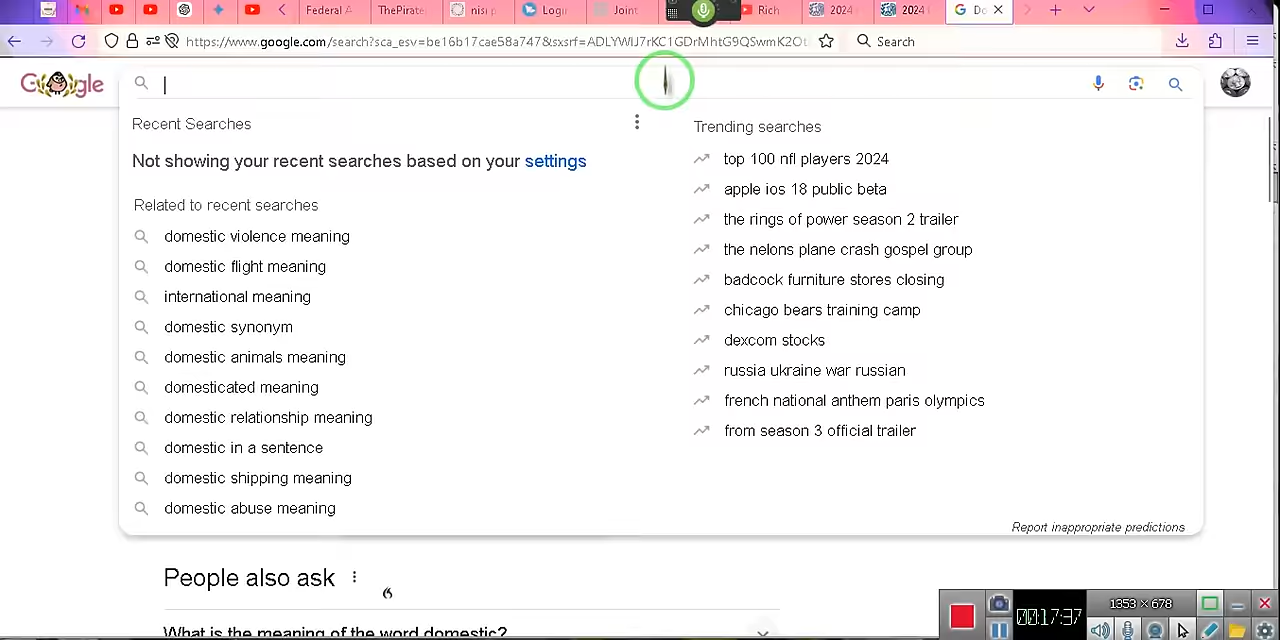 Federal A
ThePirate
nisi p
Logi
Joint
Rich
2024
2024
Do
https://www.google.com/search?sca_esv=be16b17cae58a747&sxsrf=ADLYWIJ7rKC1GDrMhtG9QSwmK2Ot
Search
Google
Recent Searches
Not showing your recent searches based on your settings
Related to recent searches
domestic violence meaning
domestic flight meaning
international meaning
domestic synonym
domestic animals meaning
domesticated meaning
domestic relationship meaning
domestic in a sentence
domestic shipping meaning
domestic abuse meaning
Trending searches
top 100 nfl players 2024
apple ios 18 public beta
the rings of power season 2 trailer
the nelons plane crash gospel group
badcock furniture stores closing
chicago bears training camp
dexcom stocks
russia ukraine war russian
french national anthem paris olympics
from season 3 official trailer
Report inappropriate predictions
People also ask
What is the meaning of the word domestic?
1353 × 678
00:17:37